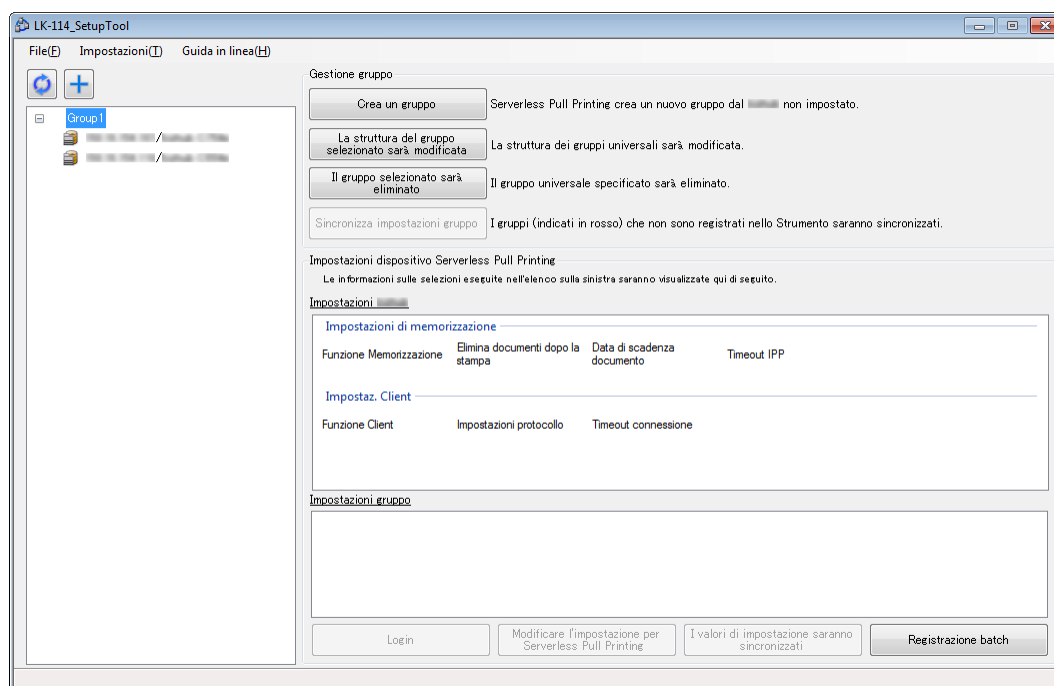 LK-114_SetupTool
File(F) Impostazioni(T) Guida in linea(H)
Group1
/
/
Gestione gruppo
Crea un gruppo
Serverless Pull Printing crea un nuovo gruppo dal non impostato.
La struttura del gruppo
selezionato sarà modificata
La struttura dei gruppi universali sarà modificata.
Il gruppo selezionato sarà
eliminato
Il gruppo universale specificato sarà eliminato.
Sincronizza impostazioni gruppo
I gruppi (indicati in rosso) che non sono registrati nello Strumento saranno sincronizzati.
Impostazioni dispositivo Serverless Pull Printing
Le informazioni sulle selezioni eseguite nell'elenco sulla sinistra saranno visualizzate qui di seguito.
Impostazioni
Impostazioni di memorizzazione
Funzione Memorizzazione
Elimina documenti dopo la
stampa
Data di scadenza
documento
Timeout IPP
Impostaz. Client
Funzione Client
Impostazioni protocollo
Timeout connessione
Impostazioni gruppo
Login
Modificare l'impostazione per
Serverless Pull Printing
I valori di impostazione saranno
sincronizzati
Registrazione batch